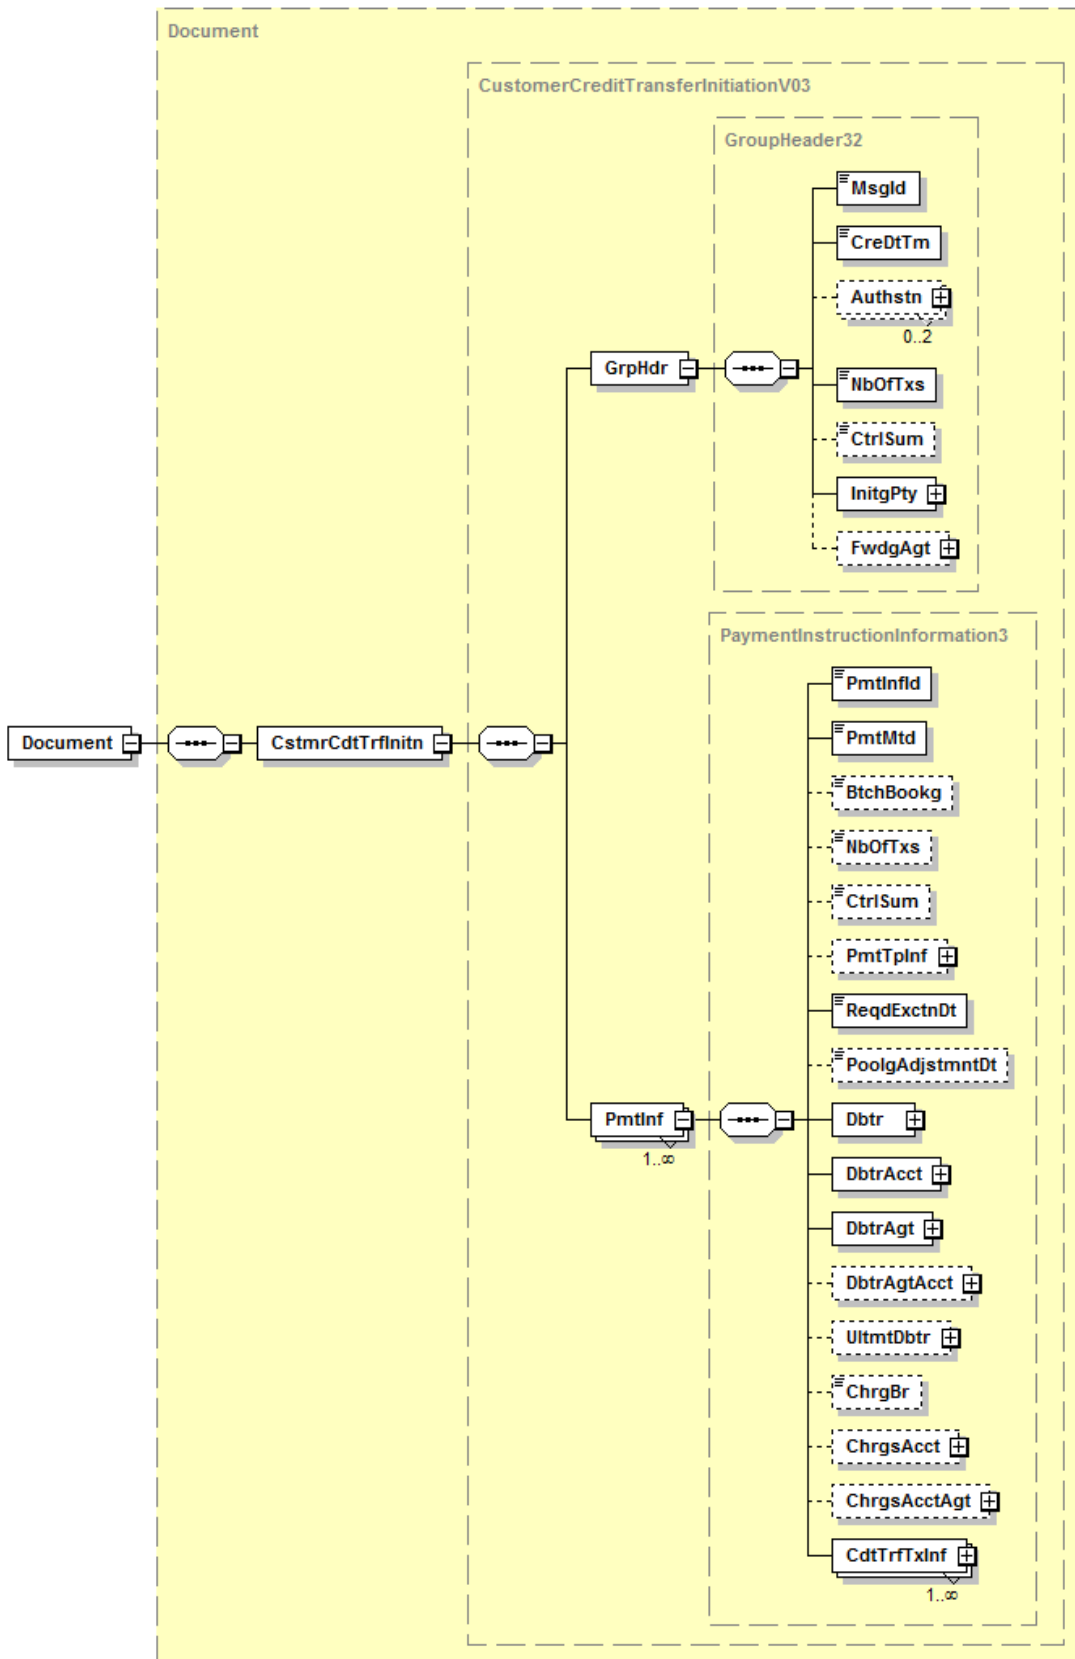 Document
CustomerCreditTransferInitiationV03
GroupHeader32
MsgId
CreDtTm
Authstn
0..2
GrpHdr
NbOfTxs
CtrlSum
InitgPty
FwdgAgt
PaymentInstructionInformation3
PmtInfId
PmtMtd
Document
CstmrCdtTrfInitn
BtchBookg
NbOfTxs
CtrlSum
PmtTpInf
ReqdExctnDt
PoolgAdjstmntDt
PmtInf
1..∞
Dbtr
DbtrAcct
DbtrAgt
DbtrAgtAcct
UltmtDbtr
ChrgBr
ChrgsAcct
ChrgsAcctAgt
CdtTrfTxInf
1..∞